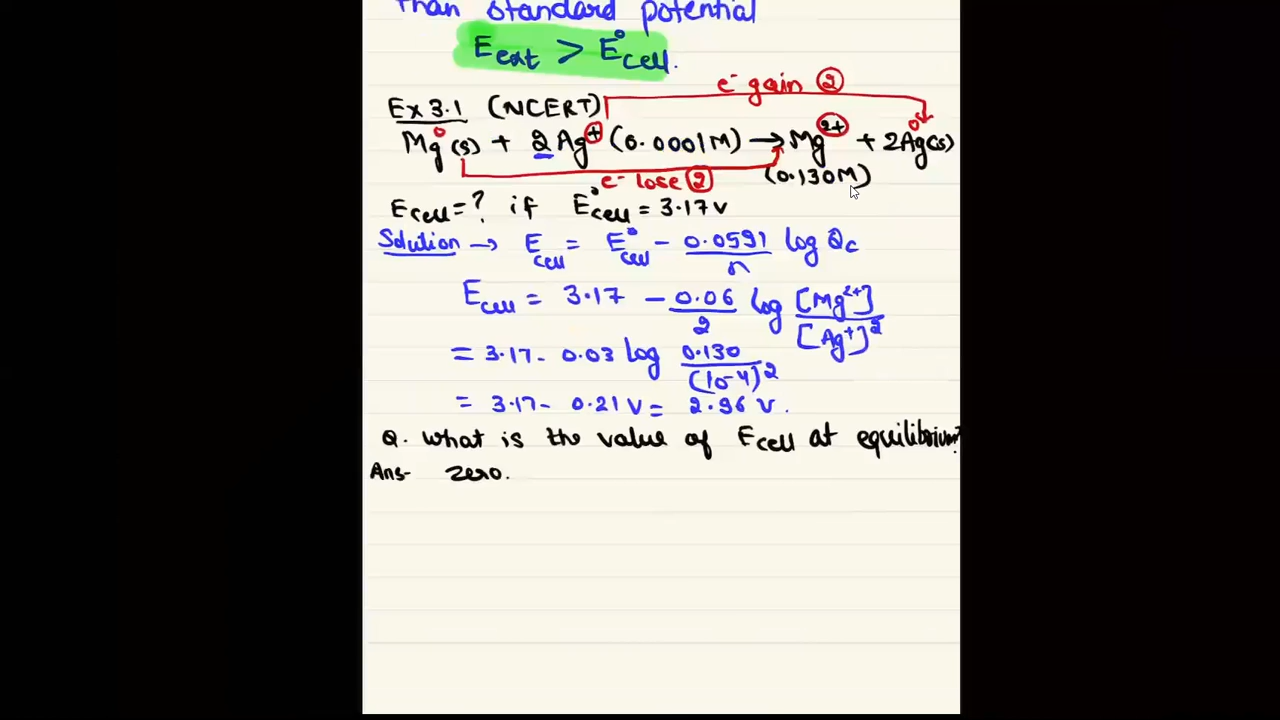 than standard potential
E ext > E°cell.
e⁻ gain 2
Ex 3.1 (NCERT)
Mg⁰(s) + 2Ag⁺ (0.0001M) → Mg²⁺ + 2Ag⁰(s)
e⁻ lose 2 (0.130M)
Ecell = ? if E°cell = 3.17 v
Solution → Ecell = E°cell - 0.0591/n log Qc
Ecell = 3.17 - 0.06/2 log [Mg²⁺]/[Ag⁺]²
= 3.17 - 0.03 log 0.130/(10-4)²
= 3.17 - 0.21 V = 2.96 V.
Q. What is the value of Ecell at equilibrium?
Ans- zero.